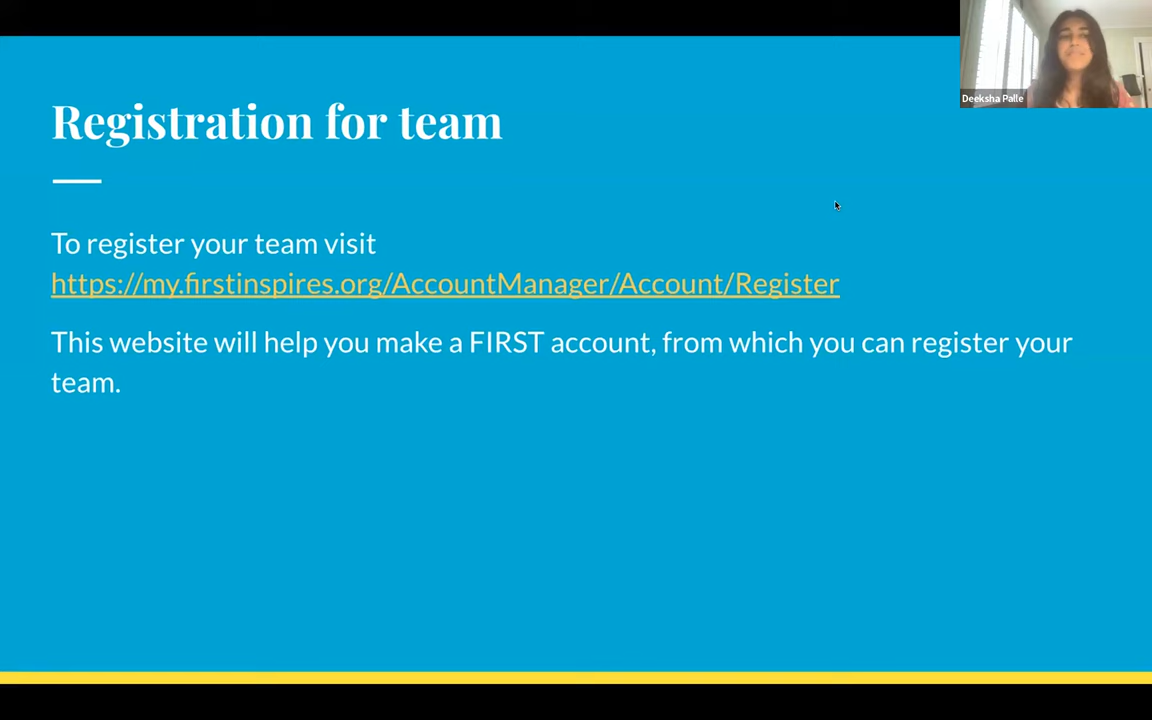 Deeksha Palle
Registration for team
To register your team visit
https://my.firstinspires.org/AccountManager/Account/Register
This website will help you make a FIRST account, from which you can register your
team.